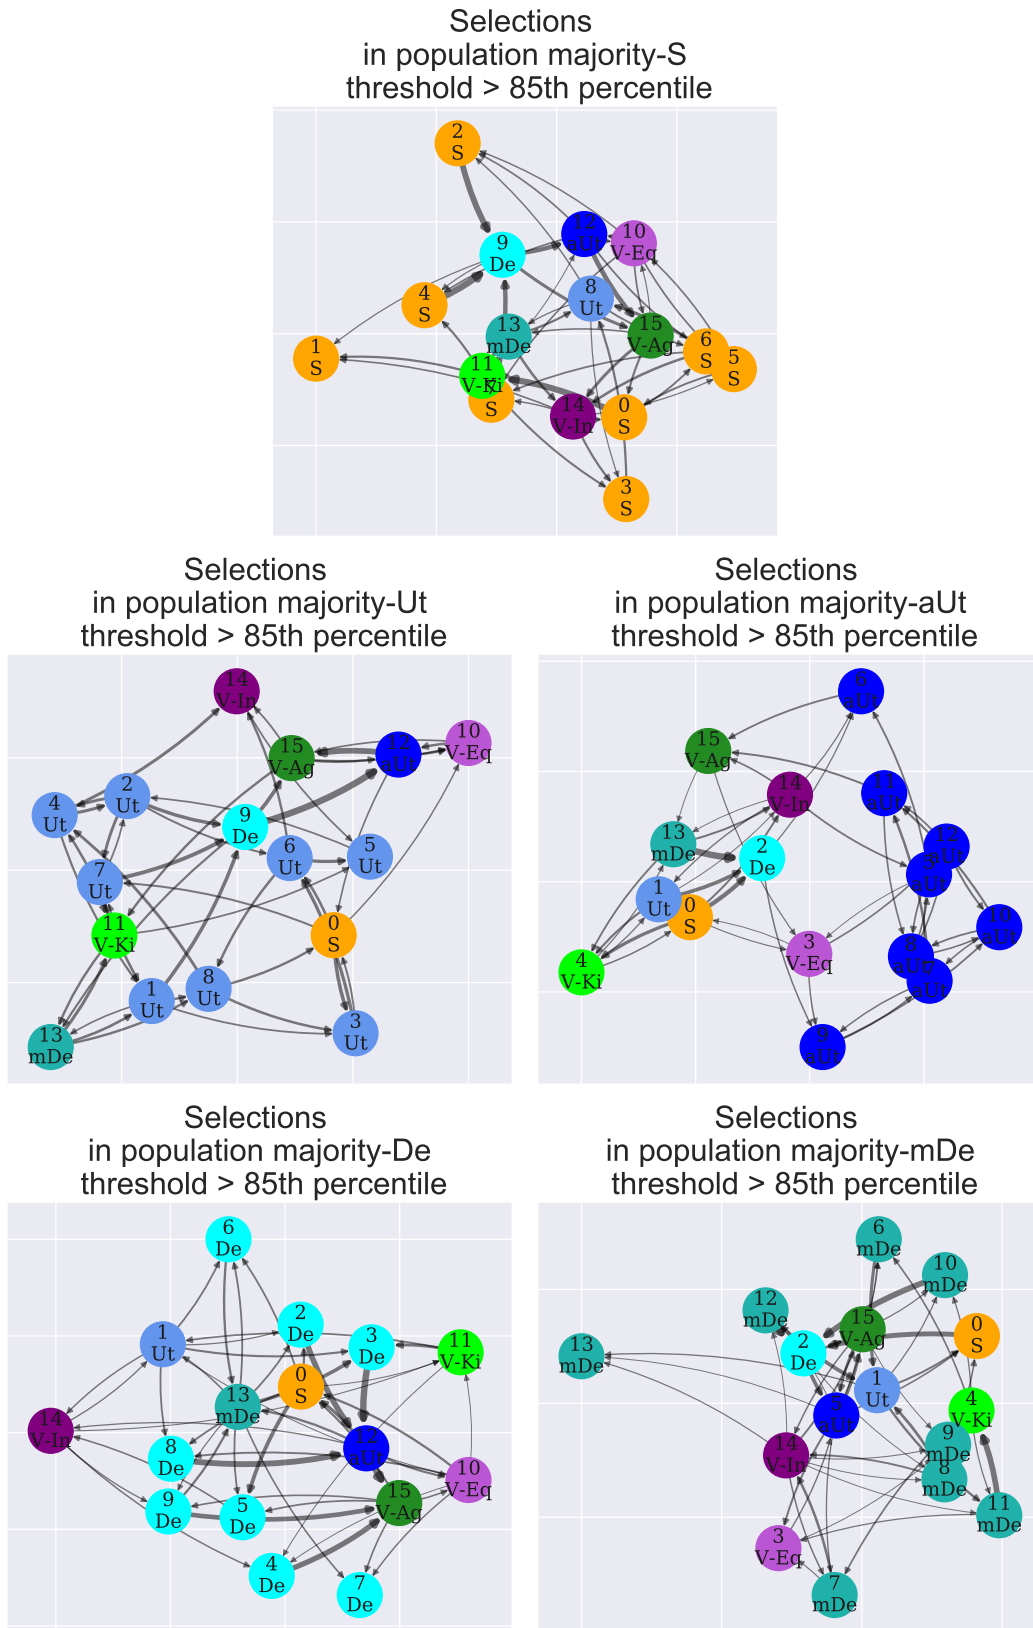 Selections
in population majority-S
threshold > 85th percentile
2
S
12
aUt
10
V-Eq
9
De
8
Ut
4
S
13
mDe
15
V-Ag
6
S
5
S
1
S
11
V-Ki
7
S
14
V-In
0
S
3
S
Selections
in population majority-Ut
threshold > 85th percentile
14
V-In
15
V-Ag
12
aUt
10
V-Eq
2
Ut
4
Ut
9
De
6
Ut
5
Ut
7
Ut
11
V-Ki
0
S
8
Ut
1
Ut
3
Ut
13
mDe
Selections
in population majority-aUt
threshold > 85th percentile
6
aUt
15
V-Ag
14
V-In
11
aUt
13
mDe
2
De
12
aUt
5
aUt
1
Ut
0
S
10
aUt
3
V-Eq
8
aUt
4
V-Ki
7
aUt
9
aUt
Selections
in population majority-De
threshold > 85th percentile
6
De
2
De
1
Ut
3
De
11
V-Ki
0
S
13
mDe
14
V-In
12
aUt
8
De
10
V-Eq
15
V-Ag
9
De
5
De
4
De
7
De
Selections
in population majority-mDe
threshold > 85th percentile
6
mDe
10
mDe
12
mDe
15
V-Ag
0
S
13
mDe
2
De
1
Ut
5
aUt
4
V-Ki
9
mDe
14
V-In
8
mDe
11
mDe
3
V-Eq
7
mDe